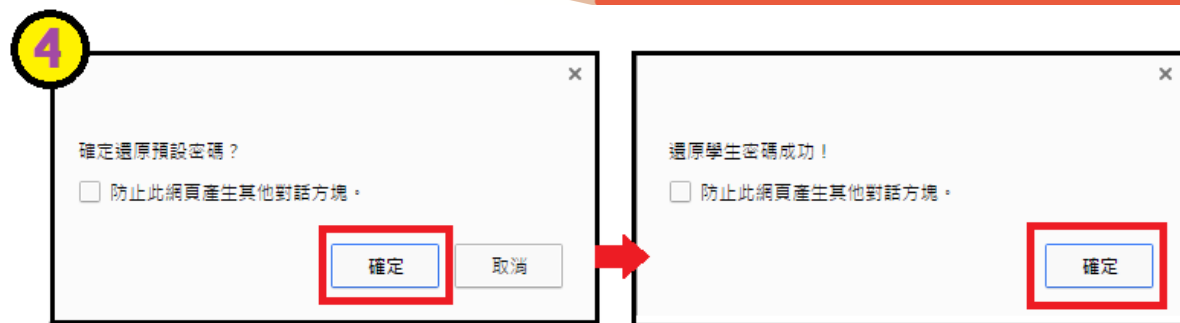 4
×
確定還原預設密碼？
防止此網頁產生其他對話方塊。
確定
取消
×
還原學生密碼成功！
防止此網頁產生其他對話方塊。
確定